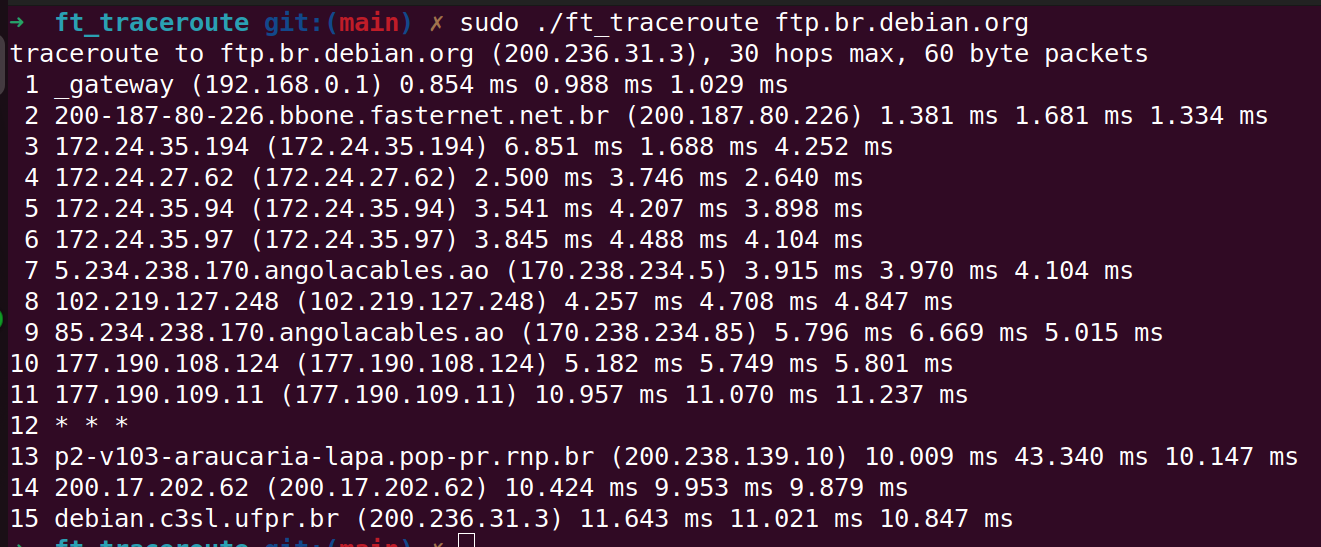 ➜  ft_traceroute git:(main) ✗ sudo ./ft_traceroute ftp.br.debian.org
traceroute to ftp.br.debian.org (200.236.31.3), 30 hops max, 60 byte packets
 1 _gateway (192.168.0.1) 0.854 ms 0.988 ms 1.029 ms
 2 200-187-80-226.bbone.fasternet.net.br (200.187.80.226) 1.381 ms 1.681 ms 1.334 ms
 3 172.24.35.194 (172.24.35.194) 6.851 ms 1.688 ms 4.252 ms
 4 172.24.27.62 (172.24.27.62) 2.500 ms 3.746 ms 2.640 ms
 5 172.24.35.94 (172.24.35.94) 3.541 ms 4.207 ms 3.898 ms
 6 172.24.35.97 (172.24.35.97) 3.845 ms 4.488 ms 4.104 ms
 7 5.234.238.170.angolacables.ao (170.238.234.5) 3.915 ms 3.970 ms 4.104 ms
 8 102.219.127.248 (102.219.127.248) 4.257 ms 4.708 ms 4.847 ms
 9 85.234.238.170.angolacables.ao (170.238.234.85) 5.796 ms 6.669 ms 5.015 ms
10 177.190.108.124 (177.190.108.124) 5.182 ms 5.749 ms 5.801 ms
11 177.190.109.11 (177.190.109.11) 10.957 ms 11.070 ms 11.237 ms
12 * * *
13 p2-v103-araucaria-lapa.pop-pr.rnp.br (200.238.139.10) 10.009 ms 43.340 ms 10.147 ms
14 200.17.202.62 (200.17.202.62) 10.424 ms 9.953 ms 9.879 ms
15 debian.c3sl.ufpr.br (200.236.31.3) 11.643 ms 11.021 ms 10.847 ms
➜  ft_traceroute git:(main) ✗